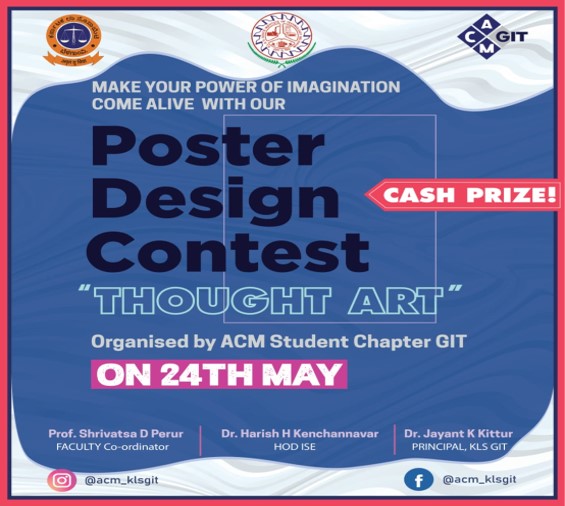 ACM GIT
MAKE YOUR POWER OF IMAGINATION
COME ALIVE WITH OUR
Poster
Design
Contest
CASH PRIZE!
"THOUGHT ART"
Organised by ACM Student Chapter GIT
ON 24TH MAY
Prof. Shrivatsa D Perur
FACULTY Co-ordinator
Dr. Harish H Kenchannavar
HOD ISE
Dr. Jayant K Kittur
PRINCIPAL, KLS GIT
@acm_klsgit
@acm_klsgit